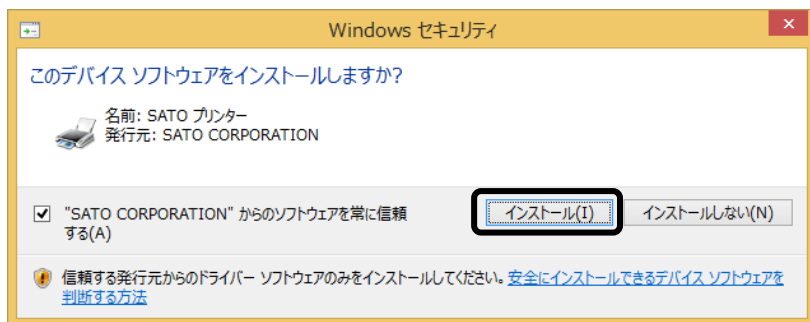 Windows セキュリティ
このデバイス ソフトウェアをインストールしますか?
名前: SATO プリンター
発行元: SATO CORPORATION
"SATO CORPORATION" からのソフトウェアを常に信頼
する(A)
インストール(I)
インストールしない(N)
信頼する発行元からのドライバー ソフトウェアのみをインストールしてください。安全にインストールできるデバイス ソフトウェアを
判断する方法